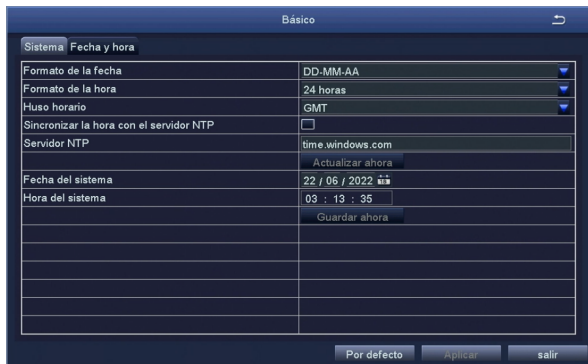 Básico
Sistema Fecha y hora
Formato de la fecha DD-MM-AA
Formato de la hora 24 horas
Huso horario GMT
Sincronizar la hora con el servidor NTP
Servidor NTP time.windows.com
Actualizar ahora
Fecha del sistema 22 / 06 / 2022
Hora del sistema 03 : 13 : 35
Guardar ahora
Por defecto Aplicar salir